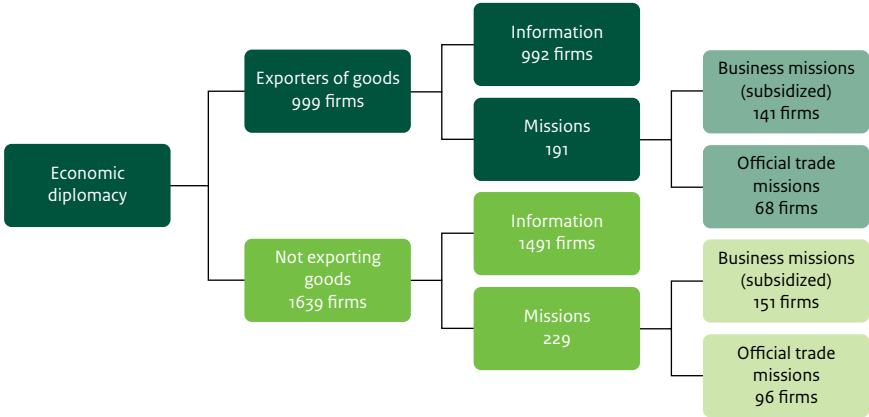 Economic
diplomacy
Exporters of goods
999 firms
Information
992 firms
Missions
191
Business missions
(subsidized)
141 firms
Official trade
missions
68 firms
Not exporting
goods
1639 firms
Information
1491 firms
Missions
229
Business missions
(subsidized)
151 firms
Official trade
missions
96 firms